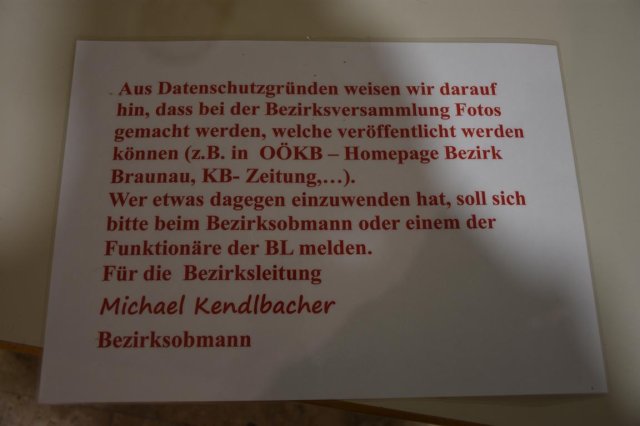 Aus Datenschutzgründen weisen wir darauf
hin, dass bei der Bezirksversammlung Fotos
gemacht werden, welche veröffentlicht werden
können (z.B. in OÖKB – Homepage Bezirk
Braunau, KB- Zeitung,…).
Wer etwas dagegen einzuwenden hat, soll sich
bitte beim Bezirksobmann oder einem der
Funktionäre der BL melden.
Für die Bezirksleitung
Michael Kendlbacher
Bezirksobmann